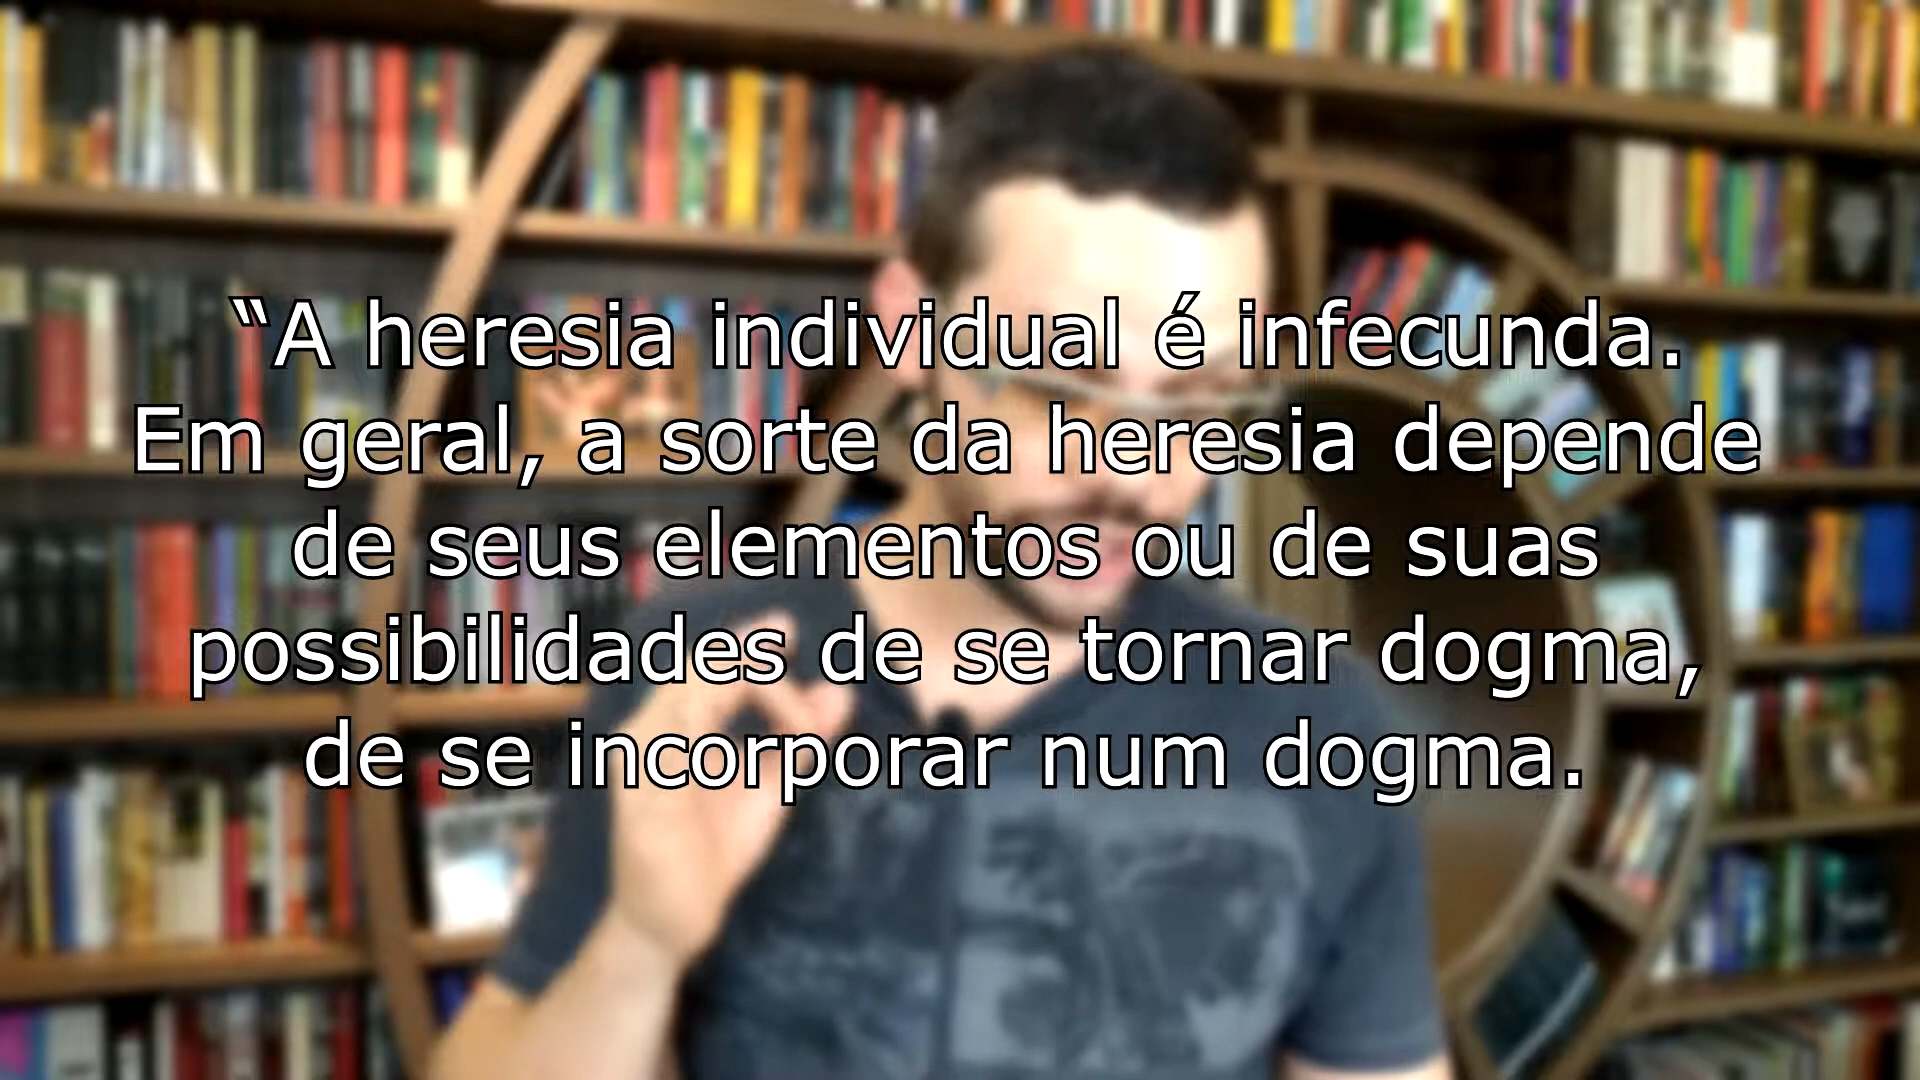 “A heresia individual é infecunda.
Em geral, a sorte da heresia depende
de seus elementos ou de suas
possibilidades de se tornar dogma,
de se incorporar num dogma.